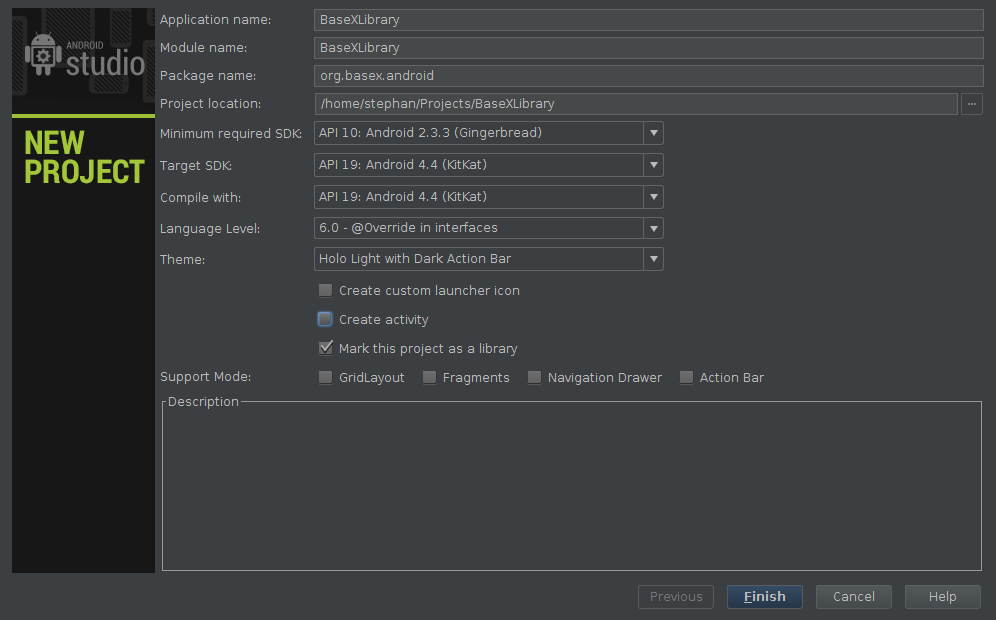 ANDROID
studio
NEW
PROJECT
Application name: BaseXLibrary
Module name: BaseXLibrary
Package name: org.basex.android
Project location: /home/stephan/Projects/BaseXLibrary ...
Minimum required SDK: API 10: Android 2.3.3 (Gingerbread)
Target SDK: API 19: Android 4.4 (KitKat)
Compile with: API 19: Android 4.4 (KitKat)
Language Level: 6.0 - @Override in interfaces
Theme: Holo Light with Dark Action Bar
Create custom launcher icon
Create activity
Mark this project as a library
Support Mode: GridLayout Fragments Navigation Drawer Action Bar
Description
Previous Finish Cancel Help